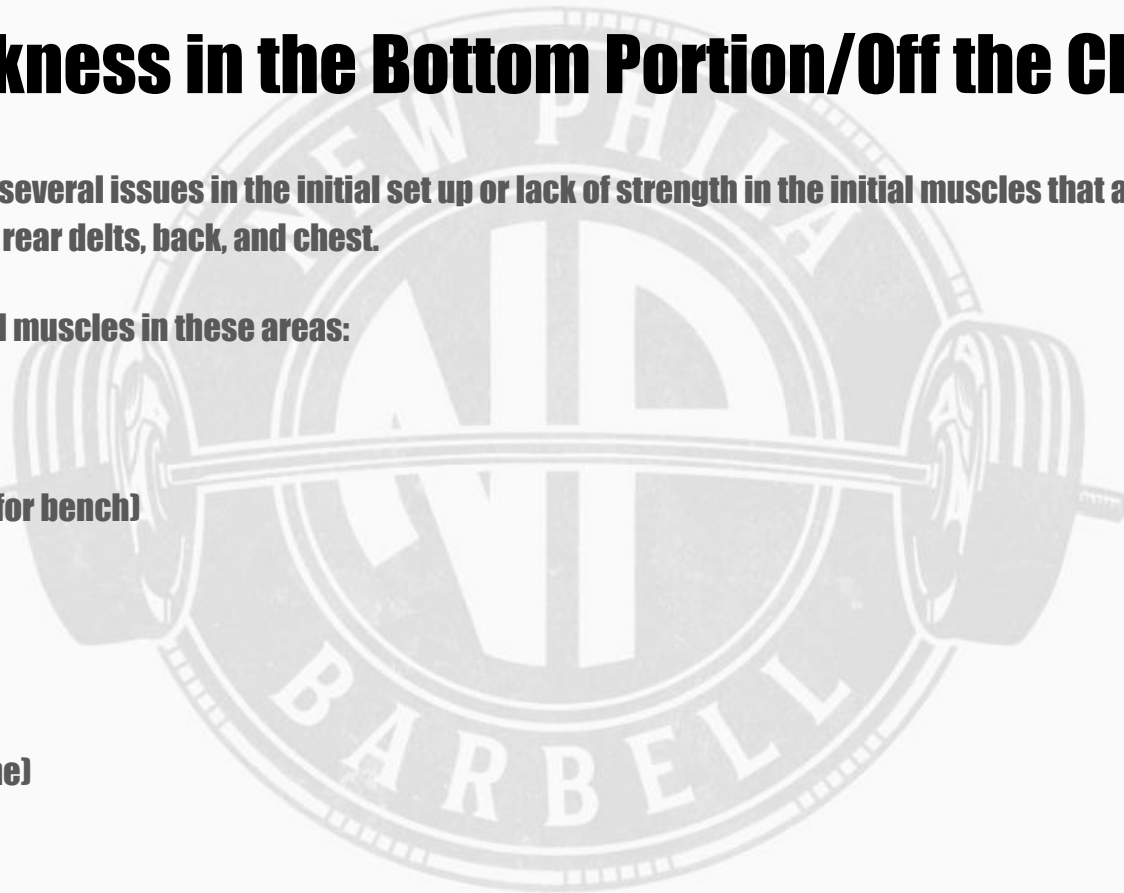 kness in the Bottom Portion/Off the Ch
several issues in the initial set up or lack of strength in the initial muscles that a
rear delts, back, and chest.
l muscles in these areas:
for bench)
ne)
NEW PHILA
NP
BARBELL